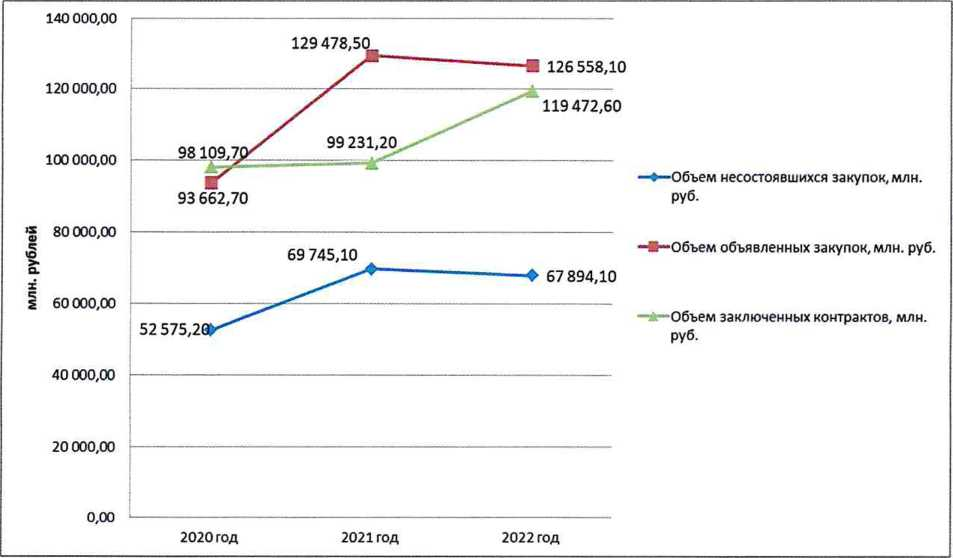 140 000,00
129 478,50
126 558,10
120 000,00
119 472,60
98 109,70
99 231,20
100 000,00
93 662,70
80 000,00
69 745,10
67 894,10
60 000,00
52 575,20
40 000,00
20 000,00
0,00
2020 год
2021 год
2022 год
млн. рублей
Объем несостоявшихся закупок, млн.
руб.
Объем объявленных закупок, млн. руб.
Объем заключенных контрактов, млн.
руб.